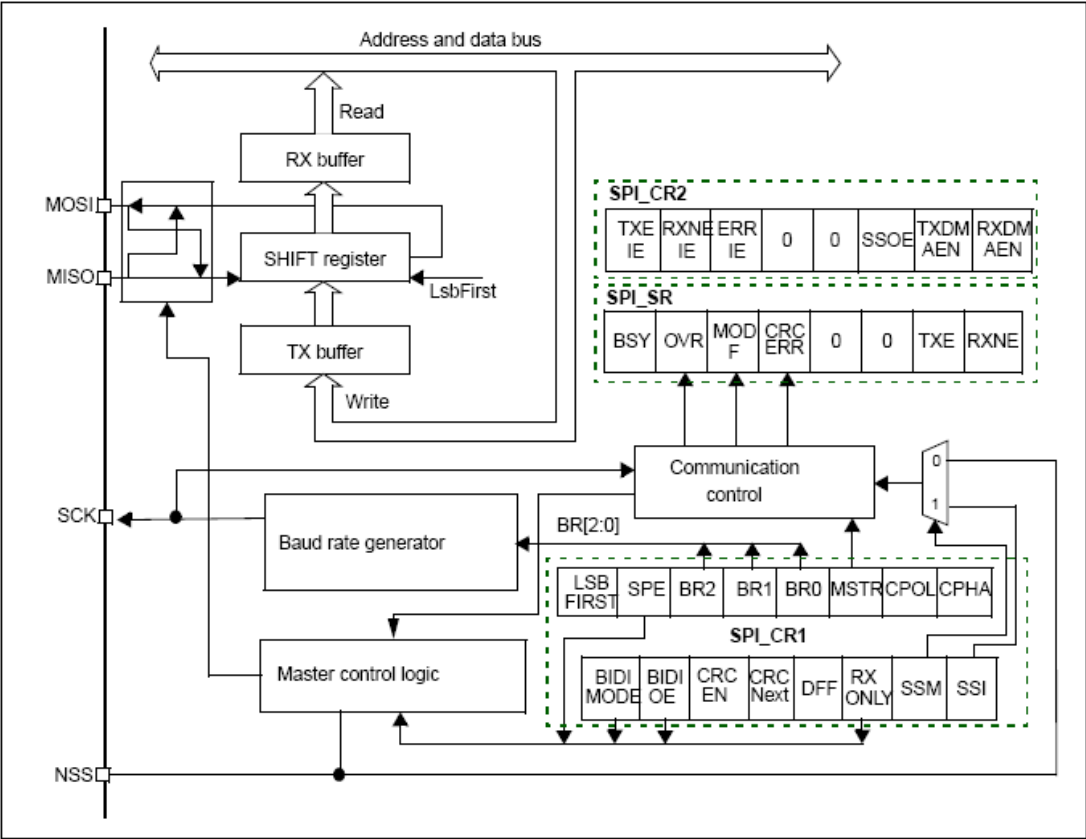 Address and data bus
Read
RX buffer
MOSI
SHIFT register
MISO
LsbFirst
TX buffer
Write
SPI_CR2
TXE IE
RXNE IE
ERR IE
0
0
SSOE
TXDM AEN
RXDM AEN
SPI_SR
BSY
OVR
MOD F
CRC ERR
0
0
TXE
RXNE
Communication
control
0
1
SCK
Baud rate generator
BR[2:0]
LSB FIRST
SPE
BR2
BR1
BR0
MSTR
CPOL
CPHA
SPI_CR1
Master control logic
BIDI MODE
BIDI OE
CRC EN
CRC Next
DFF
RX ONLY
SSM
SSI
NSS